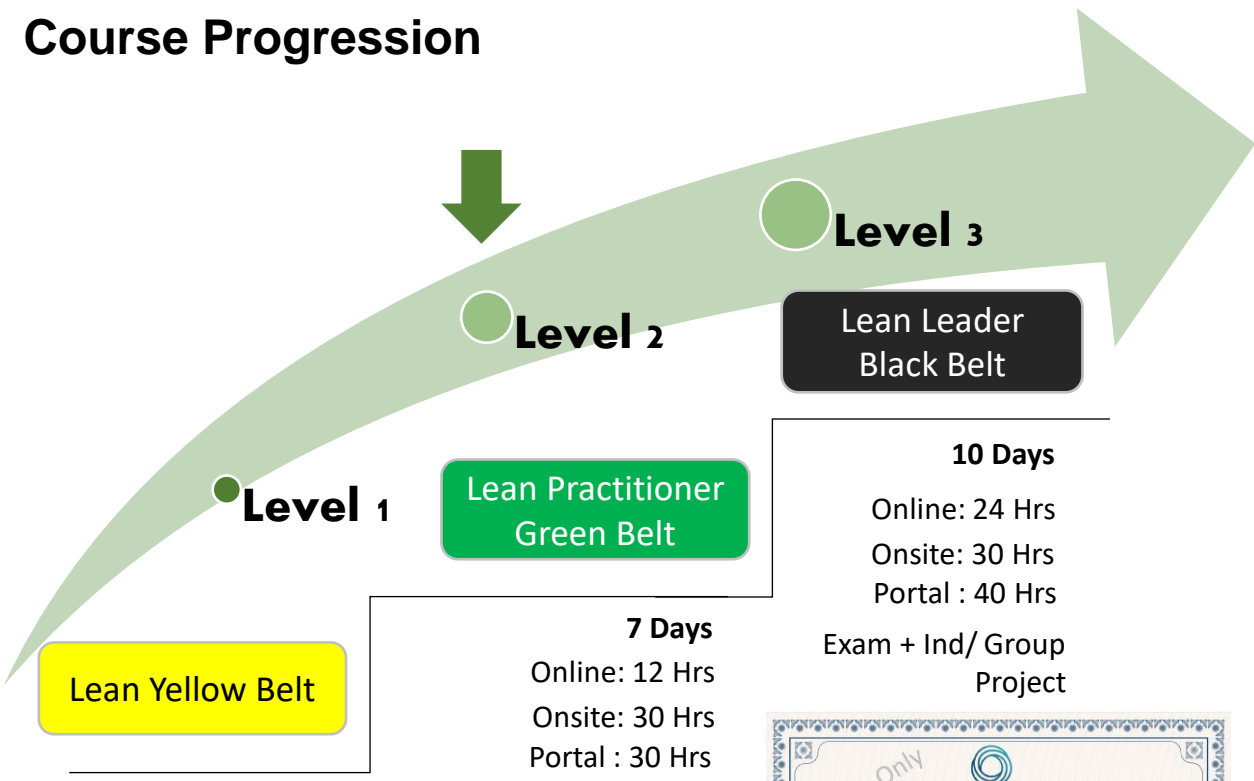 Course Progression
Level 3
Level 2
Lean Leader
Black Belt
Level 1
Lean Practitioner
Green Belt
10 Days
Online: 24 Hrs
Onsite: 30 Hrs
Portal : 40 Hrs
Exam + Ind/ Group
Project
7 Days
Online: 12 Hrs
Onsite: 30 Hrs
Portal : 30 Hrs
Lean Yellow Belt
Only